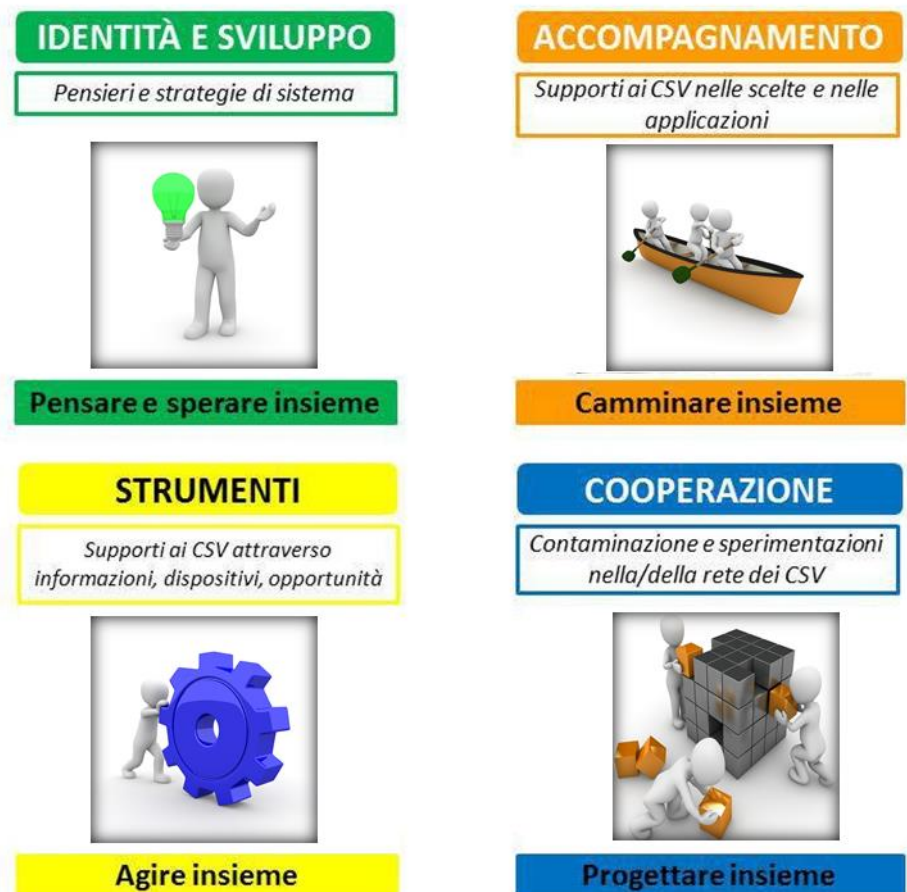 IDENTITÀ E SVILUPPO
Pensieri e strategie di sistema
Pensare e sperare insieme
ACCOMPAGNAMENTO
Supporti ai CSV nelle scelte e nelle
applicazioni
Camminare insieme
STRUMENTI
Supporti ai CSV attraverso
informazioni, dispositivi, opportunità
Agire insieme
COOPERAZIONE
Contaminazione e sperimentazioni
nella/della rete dei CSV
Progettare insieme